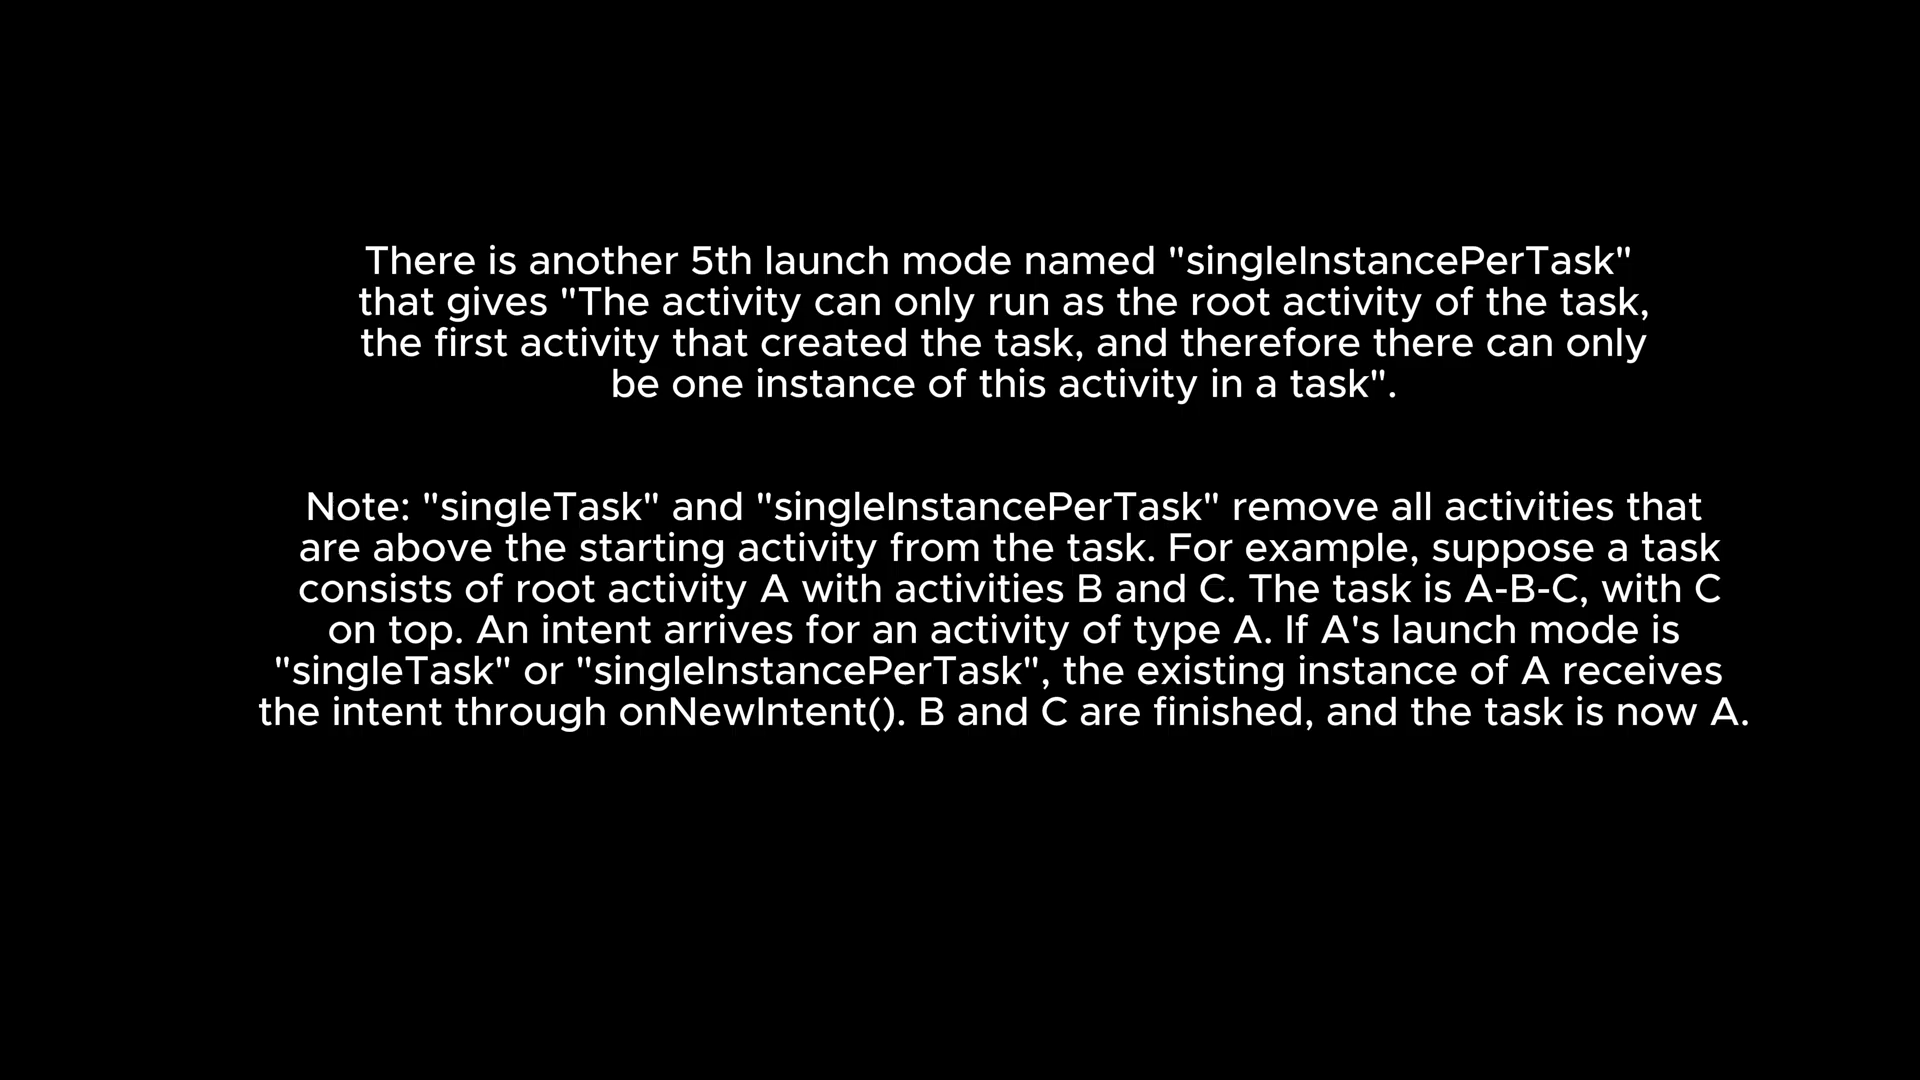 There is another 5th launch mode named "singleInstancePerTask"
that gives "The activity can only run as the root activity of the task,
the first activity that created the task, and therefore there can only
be one instance of this activity in a task".
Note: "singleTask" and "singleInstancePerTask" remove all activities that
are above the starting activity from the task. For example, suppose a task
consists of root activity A with activities B and C. The task is A-B-C, with C
on top. An intent arrives for an activity of type A. If A's launch mode is
"singleTask" or "singleInstancePerTask", the existing instance of A receives
the intent through onNewIntent(). B and C are finished, and the task is now A.